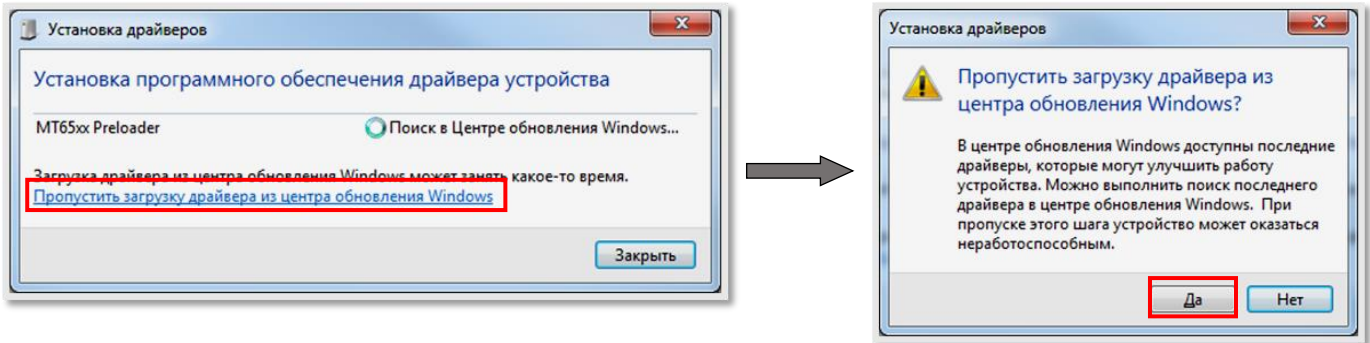 Установка драйверов
Установка программного обеспечения драйвера устройства
MT65xx Preloader
Поиск в Центре обновления Windows...
Загрузка драйвера из центра обновления Windows может занять какое-то время.
Пропустить загрузку драйвера из центра обновления Windows
Закрыть
Установка драйверов
Пропустить загрузку драйвера из
центра обновления Windows?
В центре обновления Windows доступны последние
драйверы, которые могут улучшить работу
устройства. Можно выполнить поиск последнего
драйвера в центре обновления Windows. При
пропуске этого шага устройство может оказаться
неработоспособным.
Да
Нет